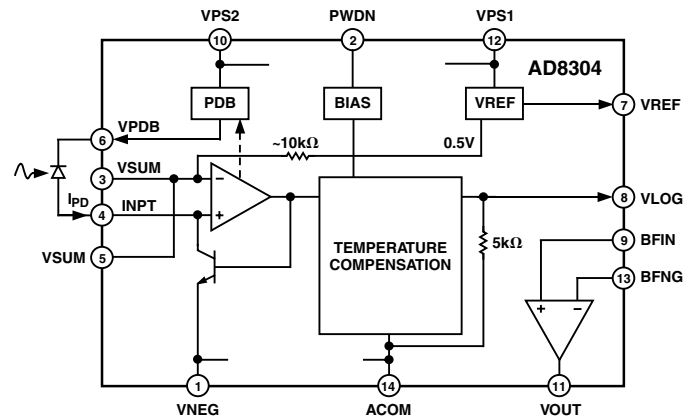 VPS2 PWDN VPS1
10 2 12
AD8304
PDB BIAS VREF
7 VREF
VPDB
6
~10kΩ 0.5V
VSUM
3
−
8 VLOG
IPD INPT
4
+
TEMPERATURE
COMPENSATION
5kΩ
9 BFIN
VSUM 5
13 BFNG
+ −
1 14 11
VNEG ACOM VOUT